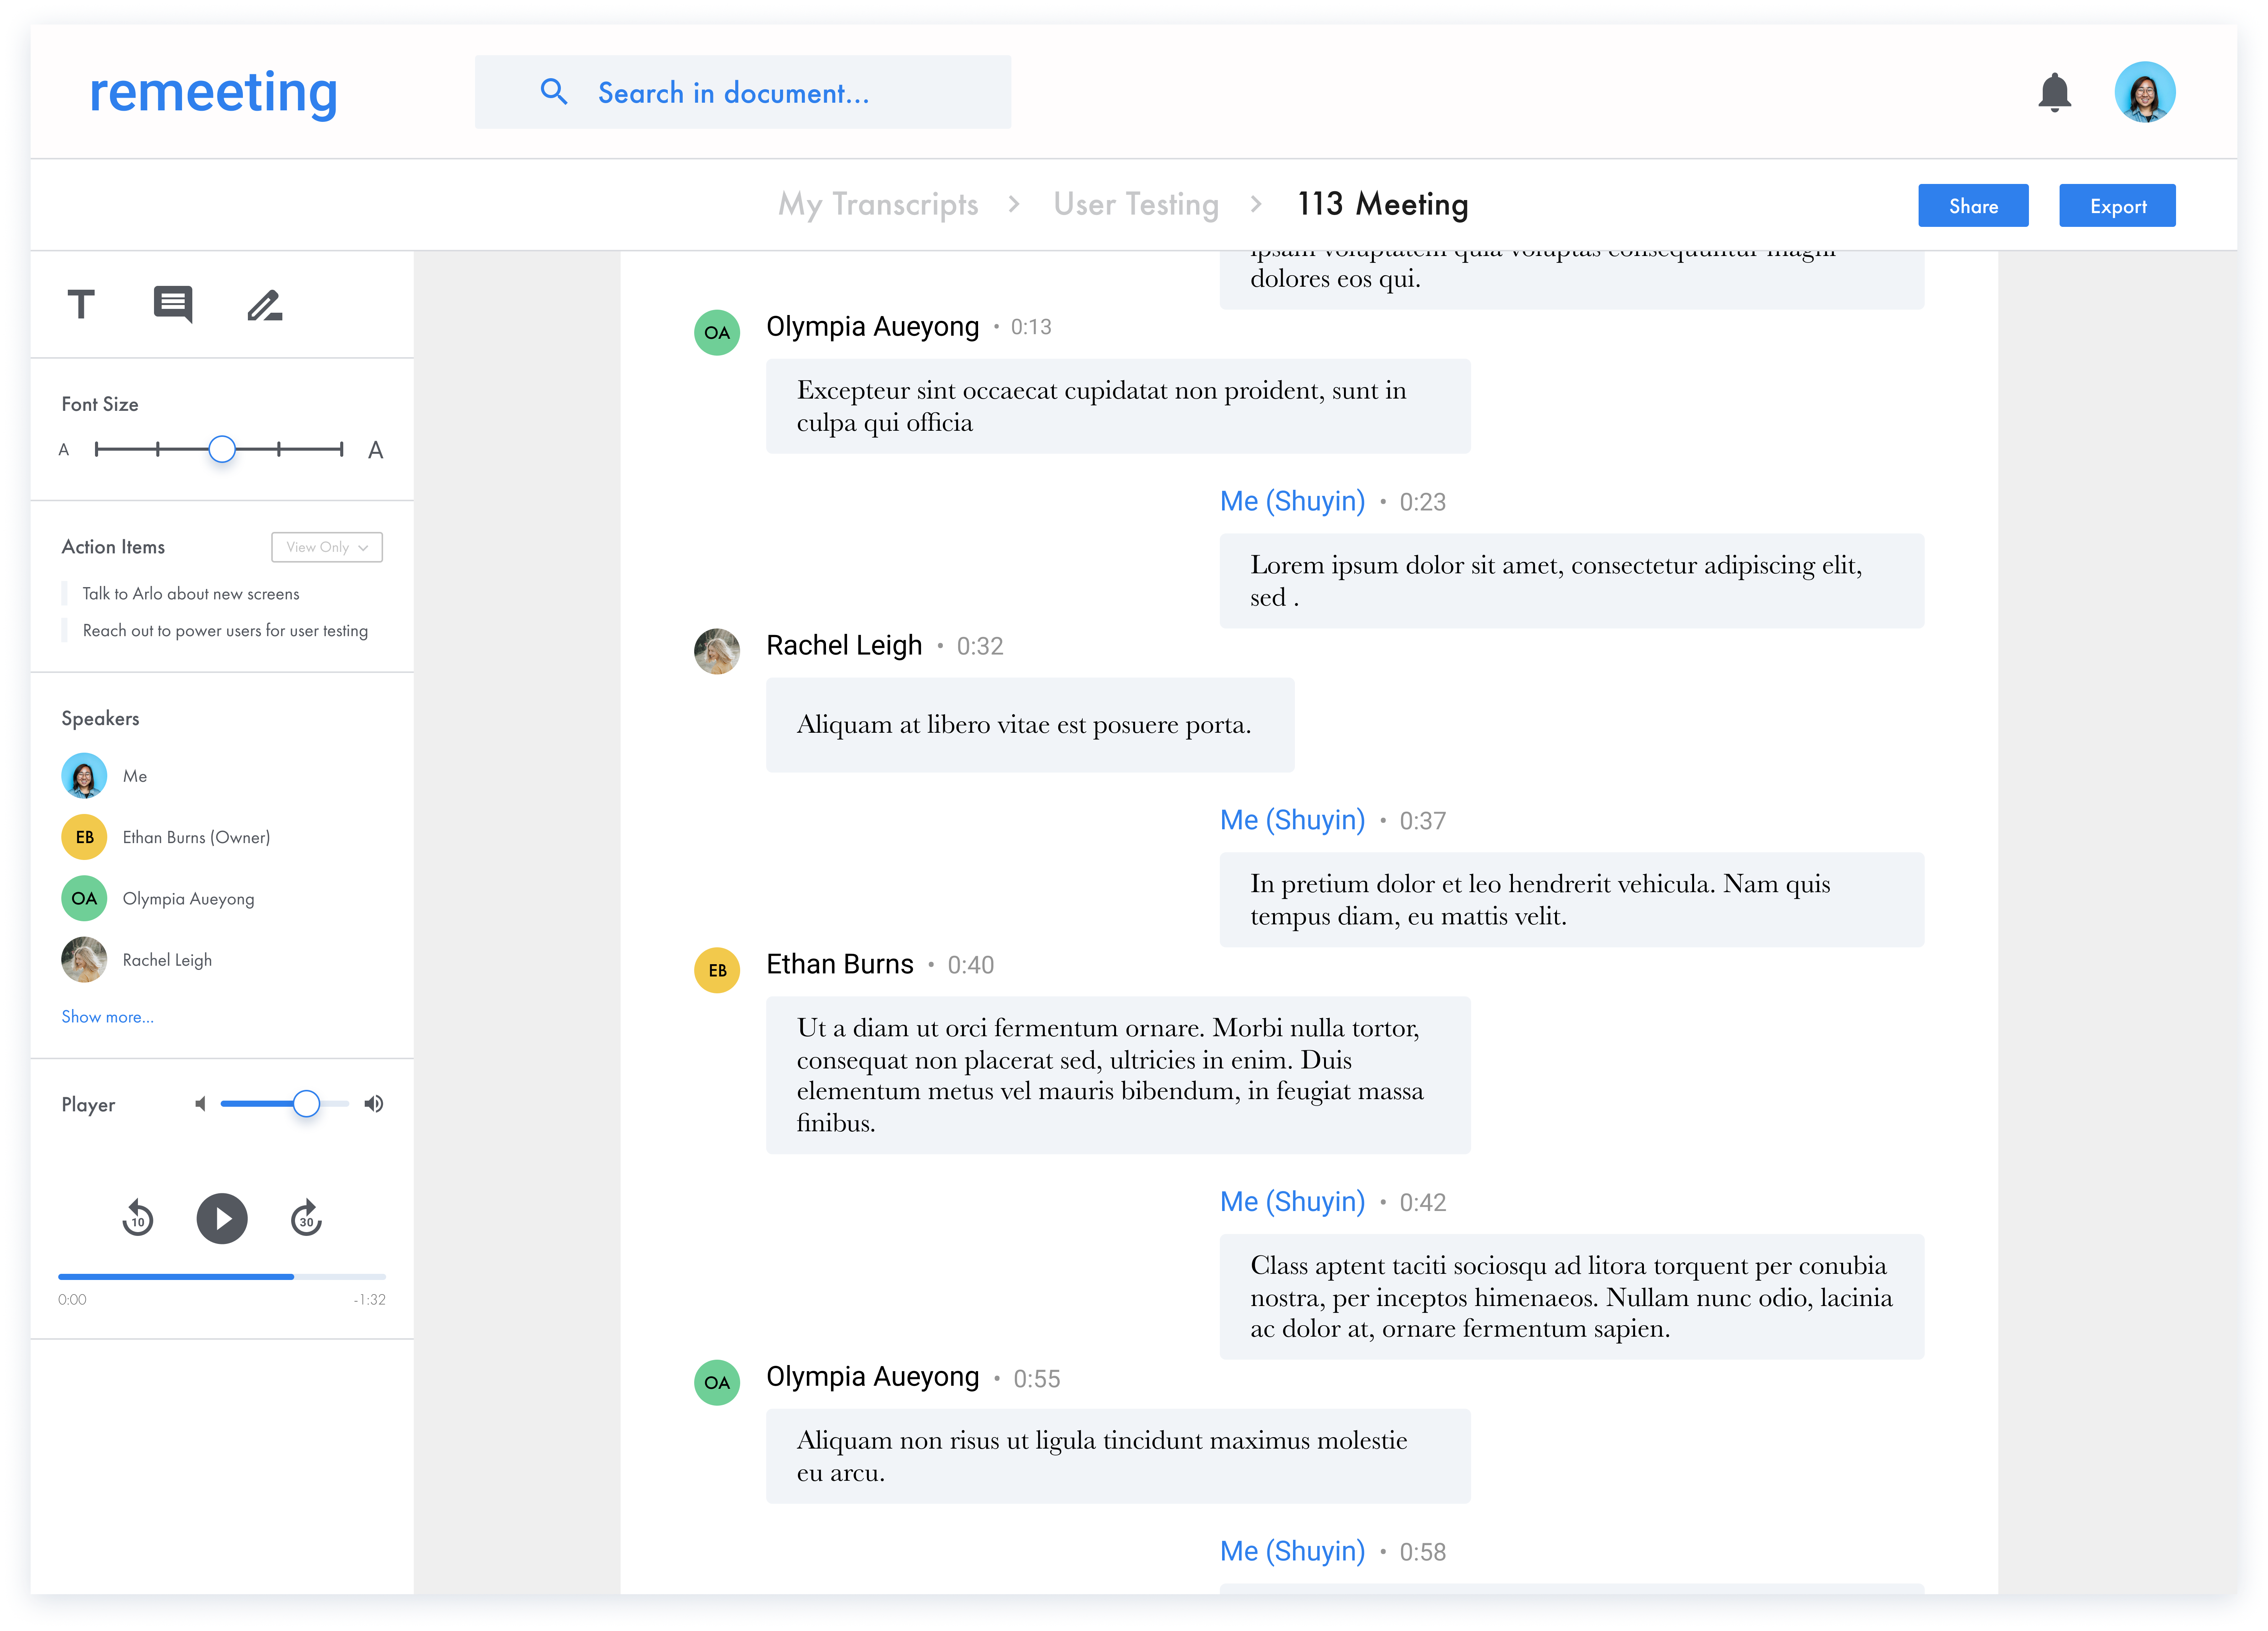 remeeting
Search in document...
My Transcripts > User Testing > 113 Meeting
Share
Export
T
Font Size
A A
Action Items
View Only
Talk to Arlo about new screens
Reach out to power users for user testing
Speakers
Me
EB Ethan Burns (Owner)
OA Olympia Aueyong
Rachel Leigh
Show more...
Player
10 30
0:00 -1:32
ipsam voluptatem quia voluptas consequuntur magni
dolores eos qui.
OA Olympia Aueyong • 0:13
Excepteur sint occaecat cupidatat non proident, sunt in
culpa qui officia
Me (Shuyin) • 0:23
Lorem ipsum dolor sit amet, consectetur adipiscing elit,
sed .
Rachel Leigh • 0:32
Aliquam at libero vitae est posuere porta.
Me (Shuyin) • 0:37
In pretium dolor et leo hendrerit vehicula. Nam quis
tempus diam, eu mattis velit.
EB Ethan Burns • 0:40
Ut a diam ut orci fermentum ornare. Morbi nulla tortor,
consequat non placerat sed, ultricies in enim. Duis
elementum metus vel mauris bibendum, in feugiat massa
finibus.
Me (Shuyin) • 0:42
Class aptent taciti sociosqu ad litora torquent per conubia
nostra, per inceptos himenaeos. Nullam nunc odio, lacinia
ac dolor at, ornare fermentum sapien.
OA Olympia Aueyong • 0:55
Aliquam non risus ut ligula tincidunt maximus molestie
eu arcu.
Me (Shuyin) • 0:58